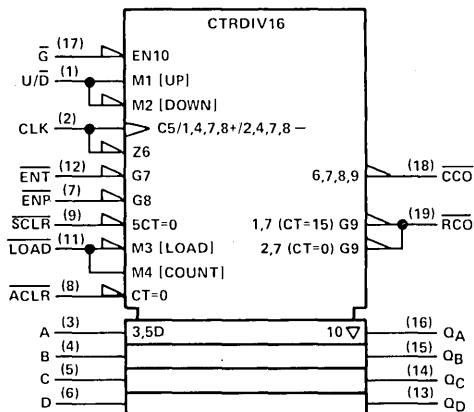 CTRDIV16
G̅ (17) EN10
U/D̅ (1) M1 [UP]
M2 [DOWN]
CLK (2) C5/1,4,7,8+/2,4,7,8 −
Z6
E̅N̅T̅ (12) G7 6,7,8,9 (18) C̅C̅O̅
E̅N̅P̅ (7) G8
S̅C̅L̅R̅ (9) 5CT=0 1,7 (CT=15) G9 (19) R̅C̅O̅
L̅O̅A̅D̅ (11) M3 [LOAD] 2,7 (CT=0) G9
M4 [COUNT]
A̅C̅L̅R̅ (8) CT=0
A (3) 3,5D 10 ▽ (16) QA
B (4) (15) QB
C (5) (14) QC
D (6) (13) QD